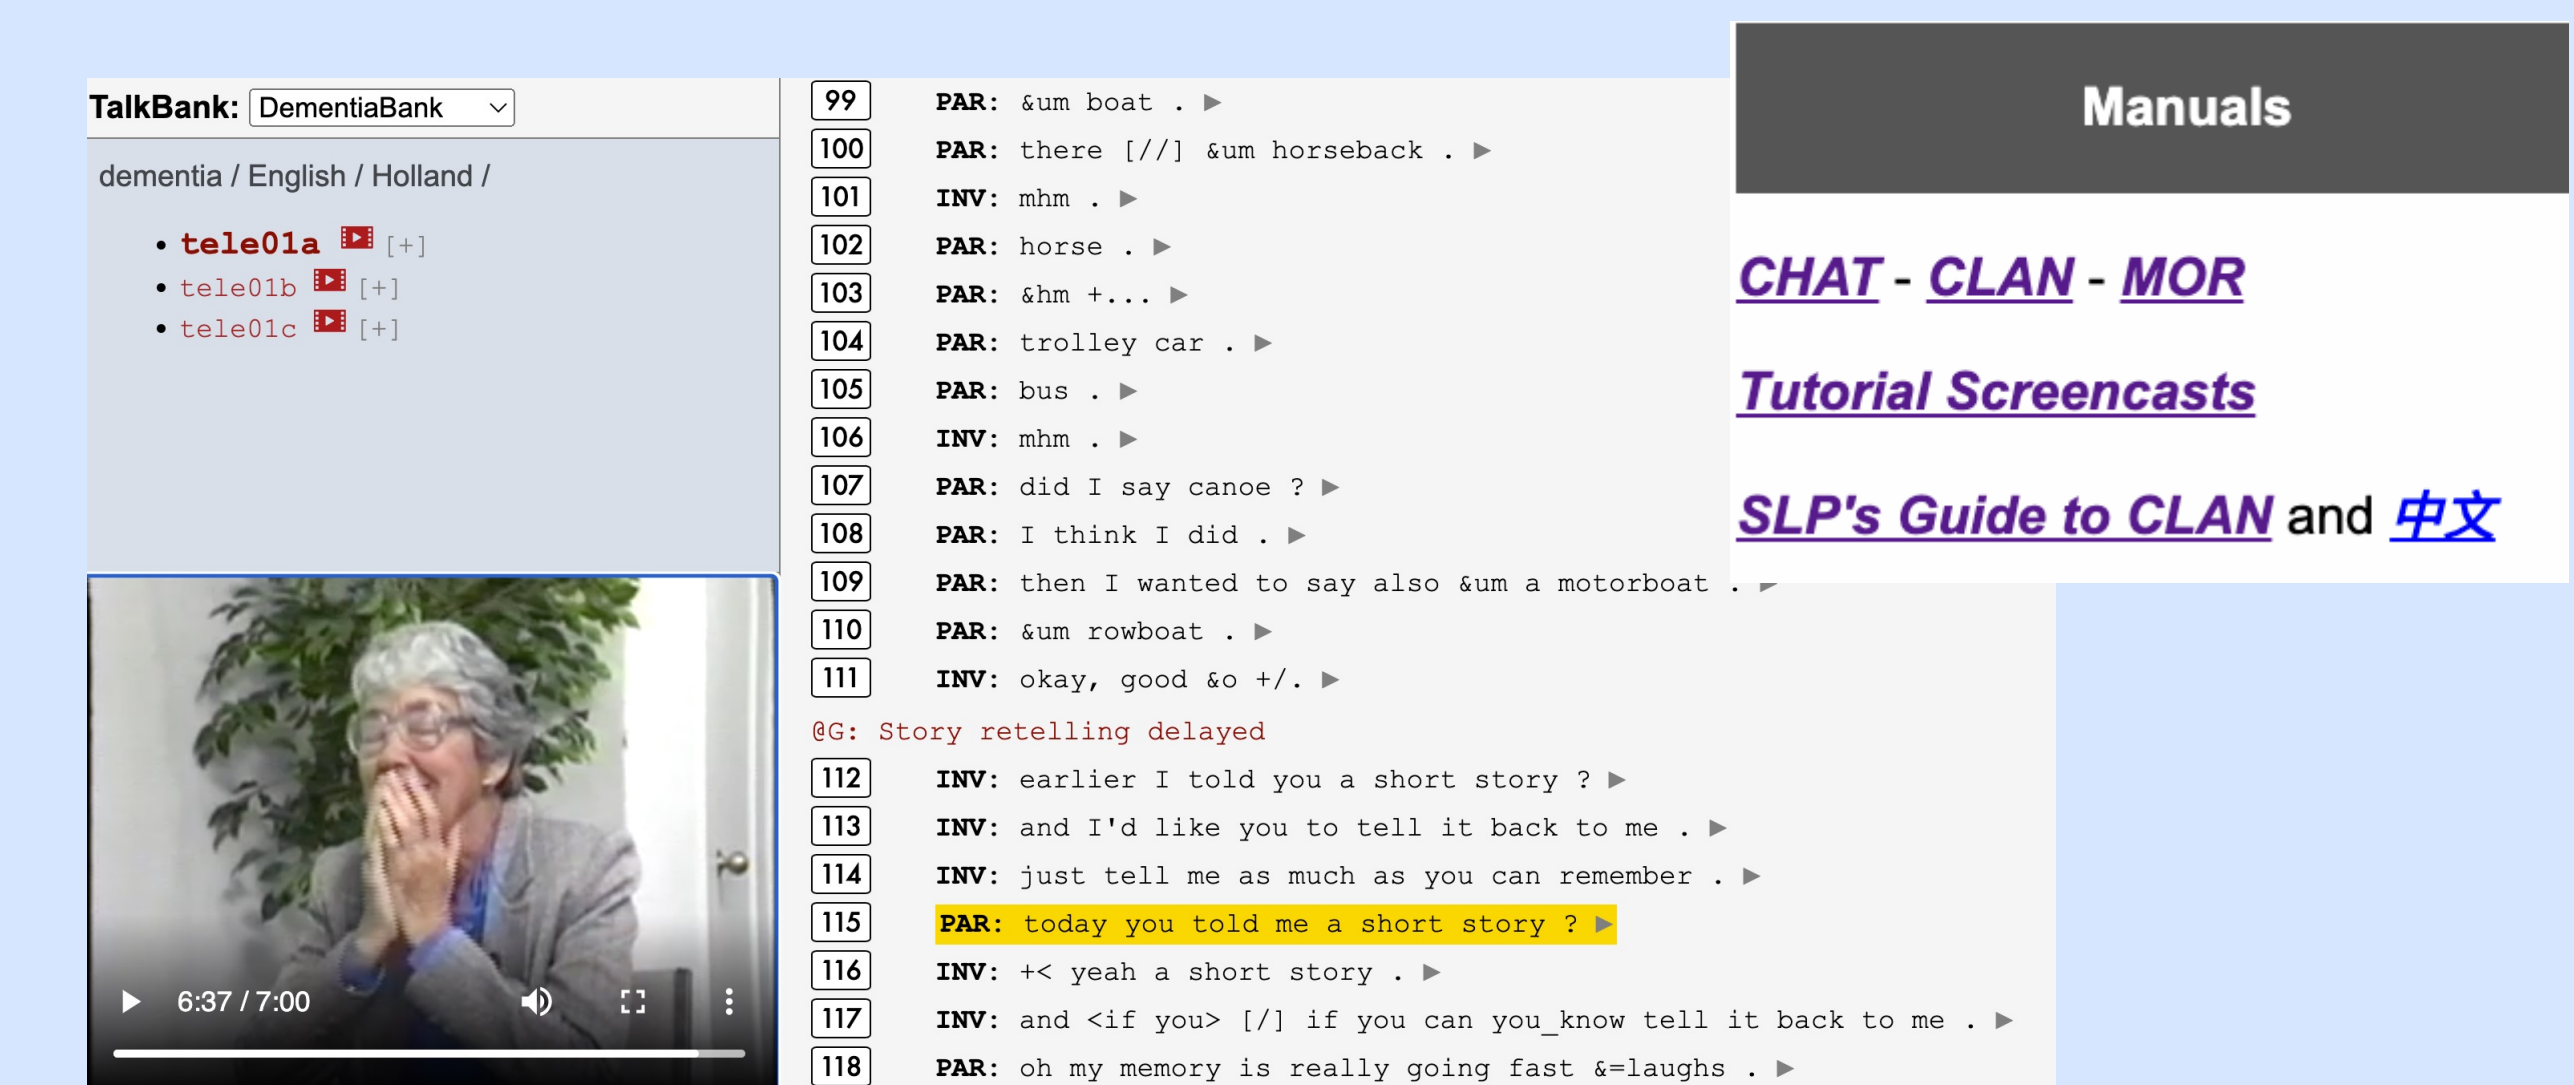 TalkBank: DementiaBank
dementia / English / Holland /
• tele01a [+]
• tele01b [+]
• tele01c [+]
6:37 / 7:00
99 PAR: &um boat . ▶
100 PAR: there [//] &um horseback . ▶
101 INV: mhm . ▶
102 PAR: horse . ▶
103 PAR: &hm +... ▶
104 PAR: trolley car . ▶
105 PAR: bus . ▶
106 INV: mhm . ▶
107 PAR: did I say canoe ? ▶
108 PAR: I think I did . ▶
109 PAR: then I wanted to say also &um a motorboat . ▶
110 PAR: &um rowboat . ▶
111 INV: okay, good &o +/. ▶
@G: Story retelling delayed
112 INV: earlier I told you a short story ? ▶
113 INV: and I'd like you to tell it back to me . ▶
114 INV: just tell me as much as you can remember . ▶
115 PAR: today you told me a short story ? ▶
116 INV: +< yeah a short story . ▶
117 INV: and <if you> [/] if you can you_know tell it back to me . ▶
118 PAR: oh my memory is really going fast &=laughs . ▶
Manuals
CHAT - CLAN - MOR
Tutorial Screencasts
SLP's Guide to CLAN and 中文